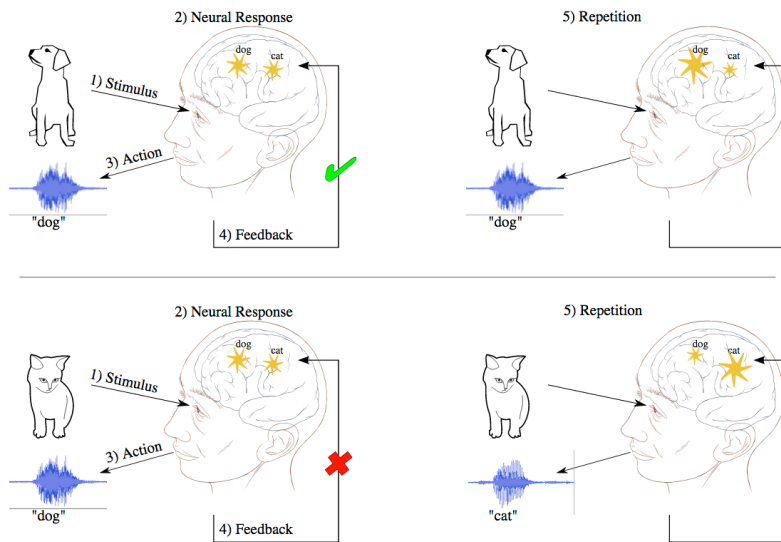 2) Neural Response
dog
cat
1) Stimulus
3) Action
"dog"
4) Feedback
5) Repetition
dog
cat
"dog"
2) Neural Response
dog
cat
1) Stimulus
3) Action
"dog"
4) Feedback
5) Repetition
dog
cat
"cat"